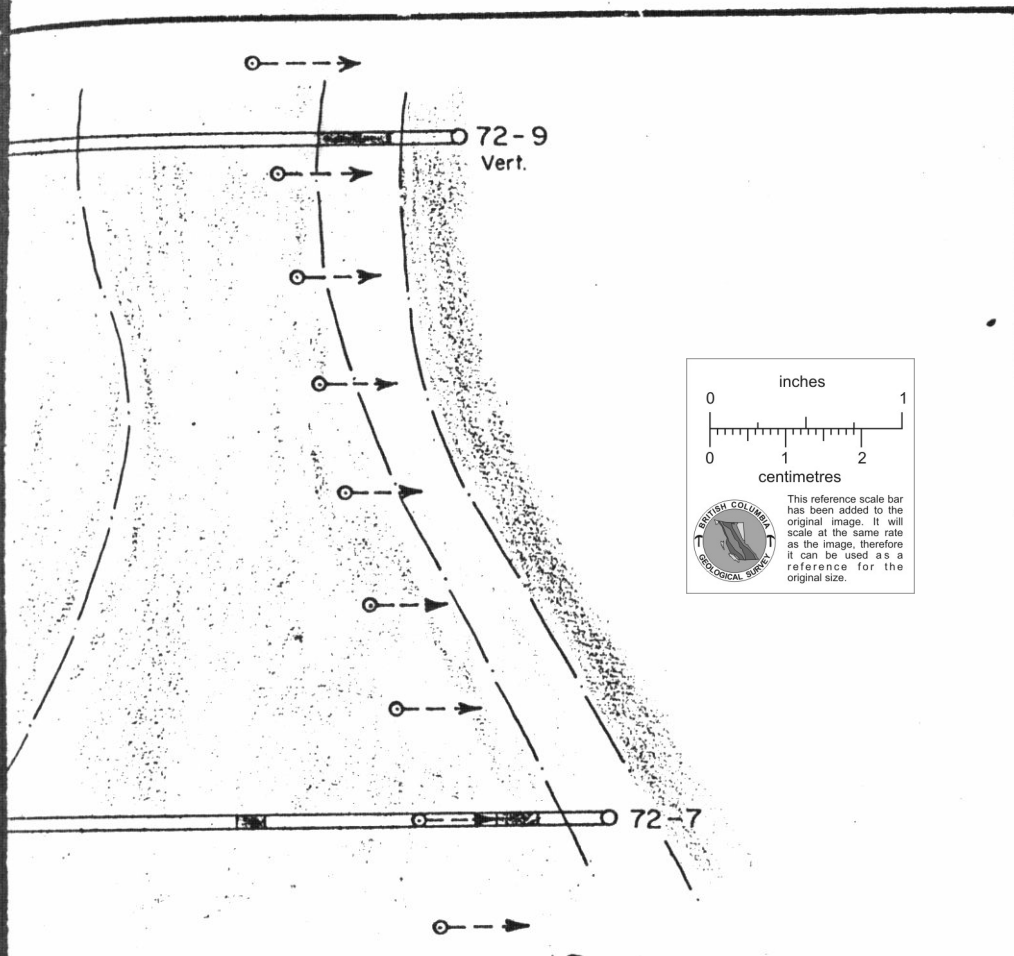 72-9
Vert.
inches
0 1
0 1 2
centimetres
This reference scale bar
has been added to the
original image. It will
scale at the same rate
as the image, therefore
it can be used as a
reference for the
original size.
BRITISH COLUMBIA
GEOLOGICAL SURVEY
72-7